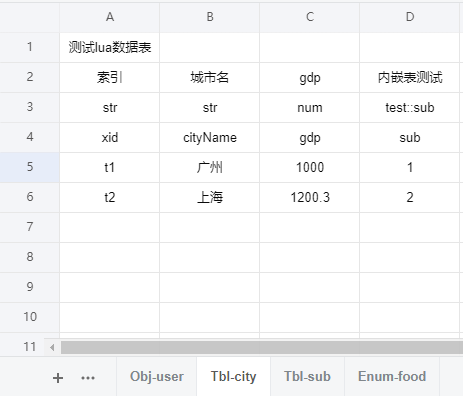 A B C D
1 测试lua数据表
2 索引 城市名 gdp 内嵌表测试
3 str str num test::sub
4 xid cityName gdp sub
5 t1 广州 1000 1
6 t2 上海 1200.3 2
7
8
9
10
11
+ ••• Obj-user Tbl-city Tbl-sub Enum-food